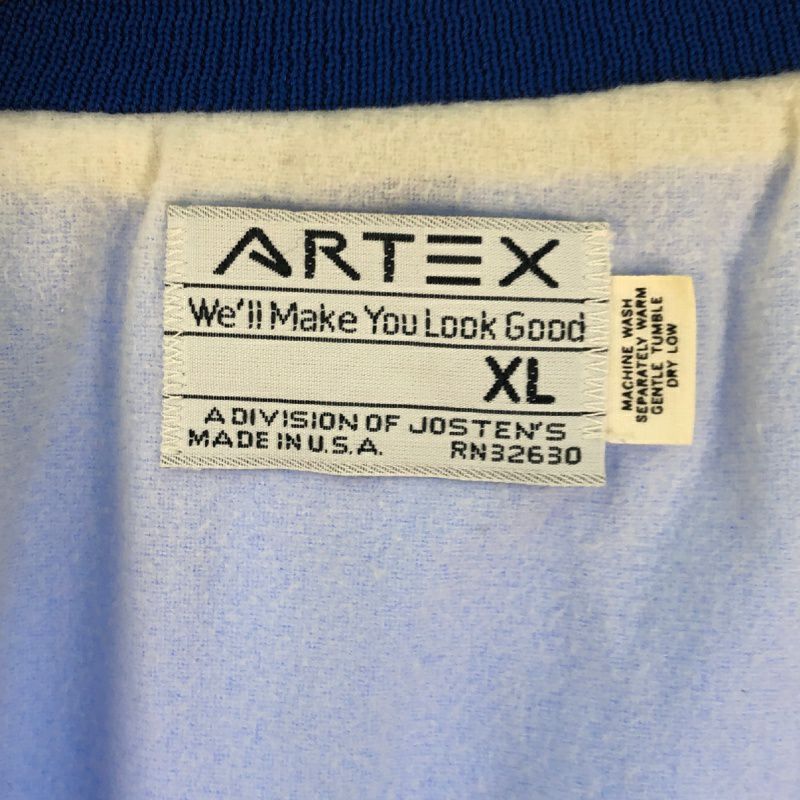 ARTEX
We'll Make You Look Good
XL
A DIVISION OF JOSTEN'S
MADE IN U.S.A. RN32630
MACHINE WASH
SEPARATELY WARM
GENTLE TUMBLE
DRY LOW